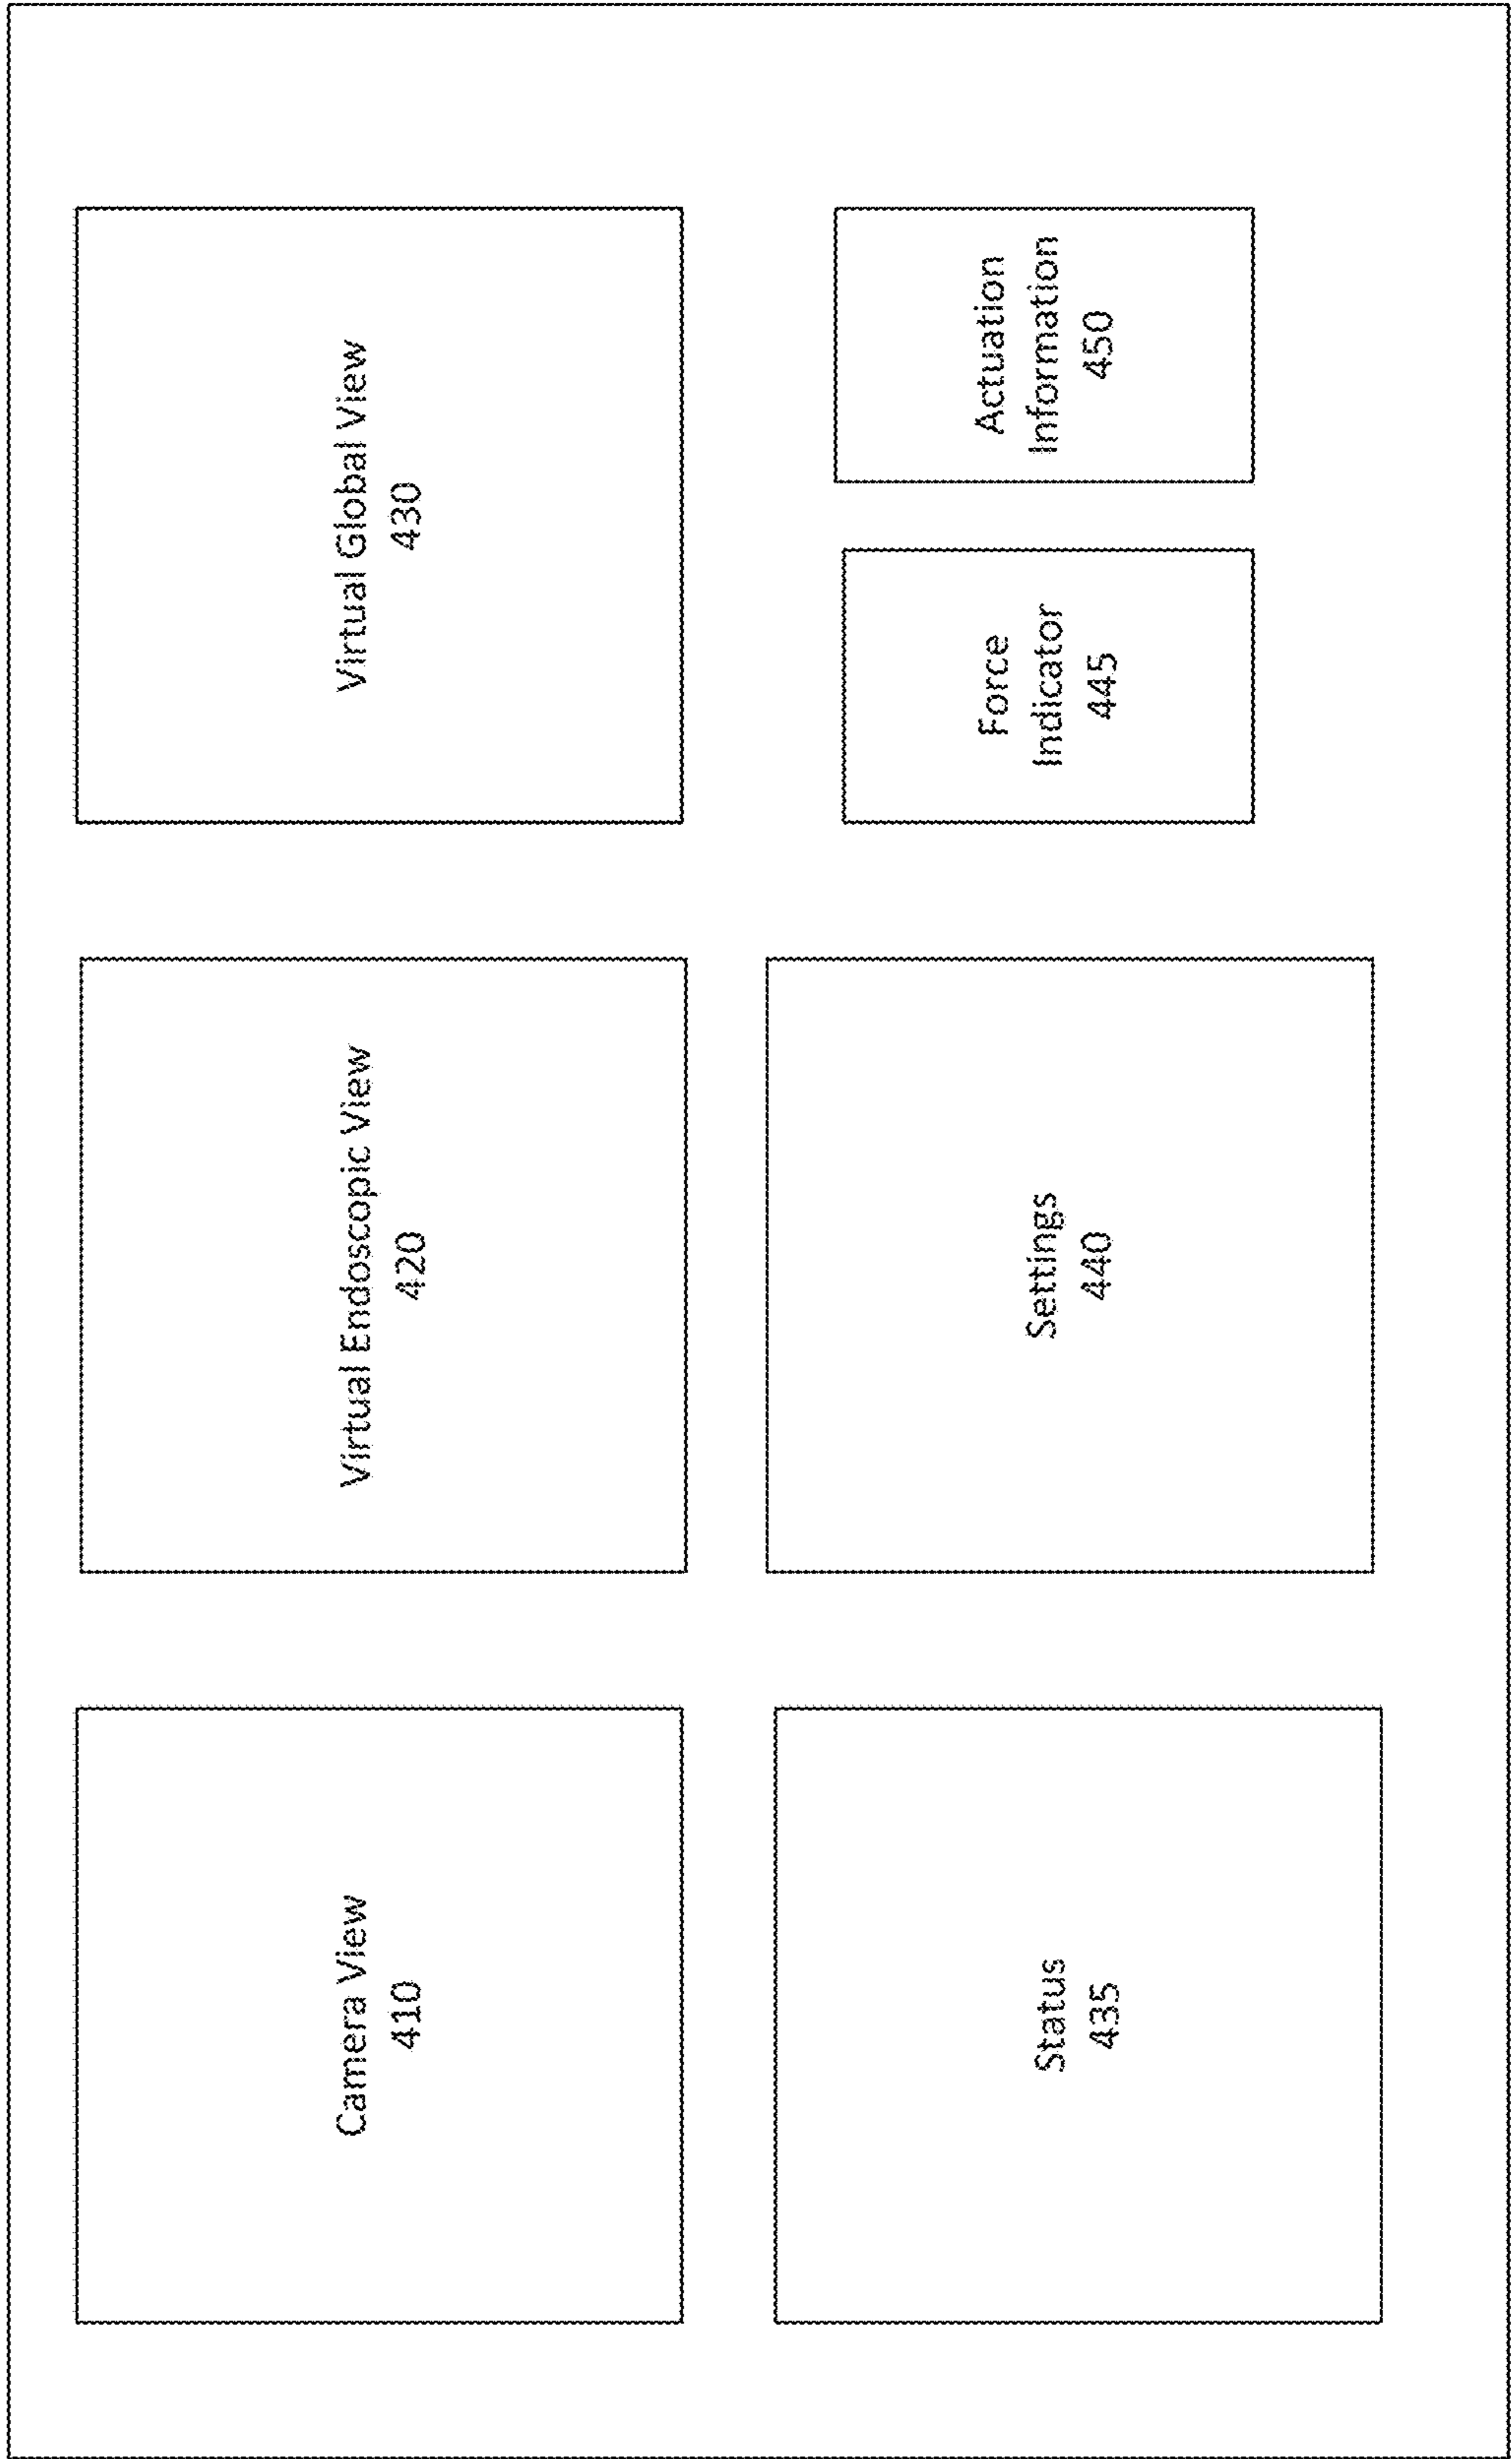 Camera View
410
Virtual Endoscopic View
420
Virtual Global View
430
Status
435
Settings
440
Force
Indicator
445
Actuation
Information
450